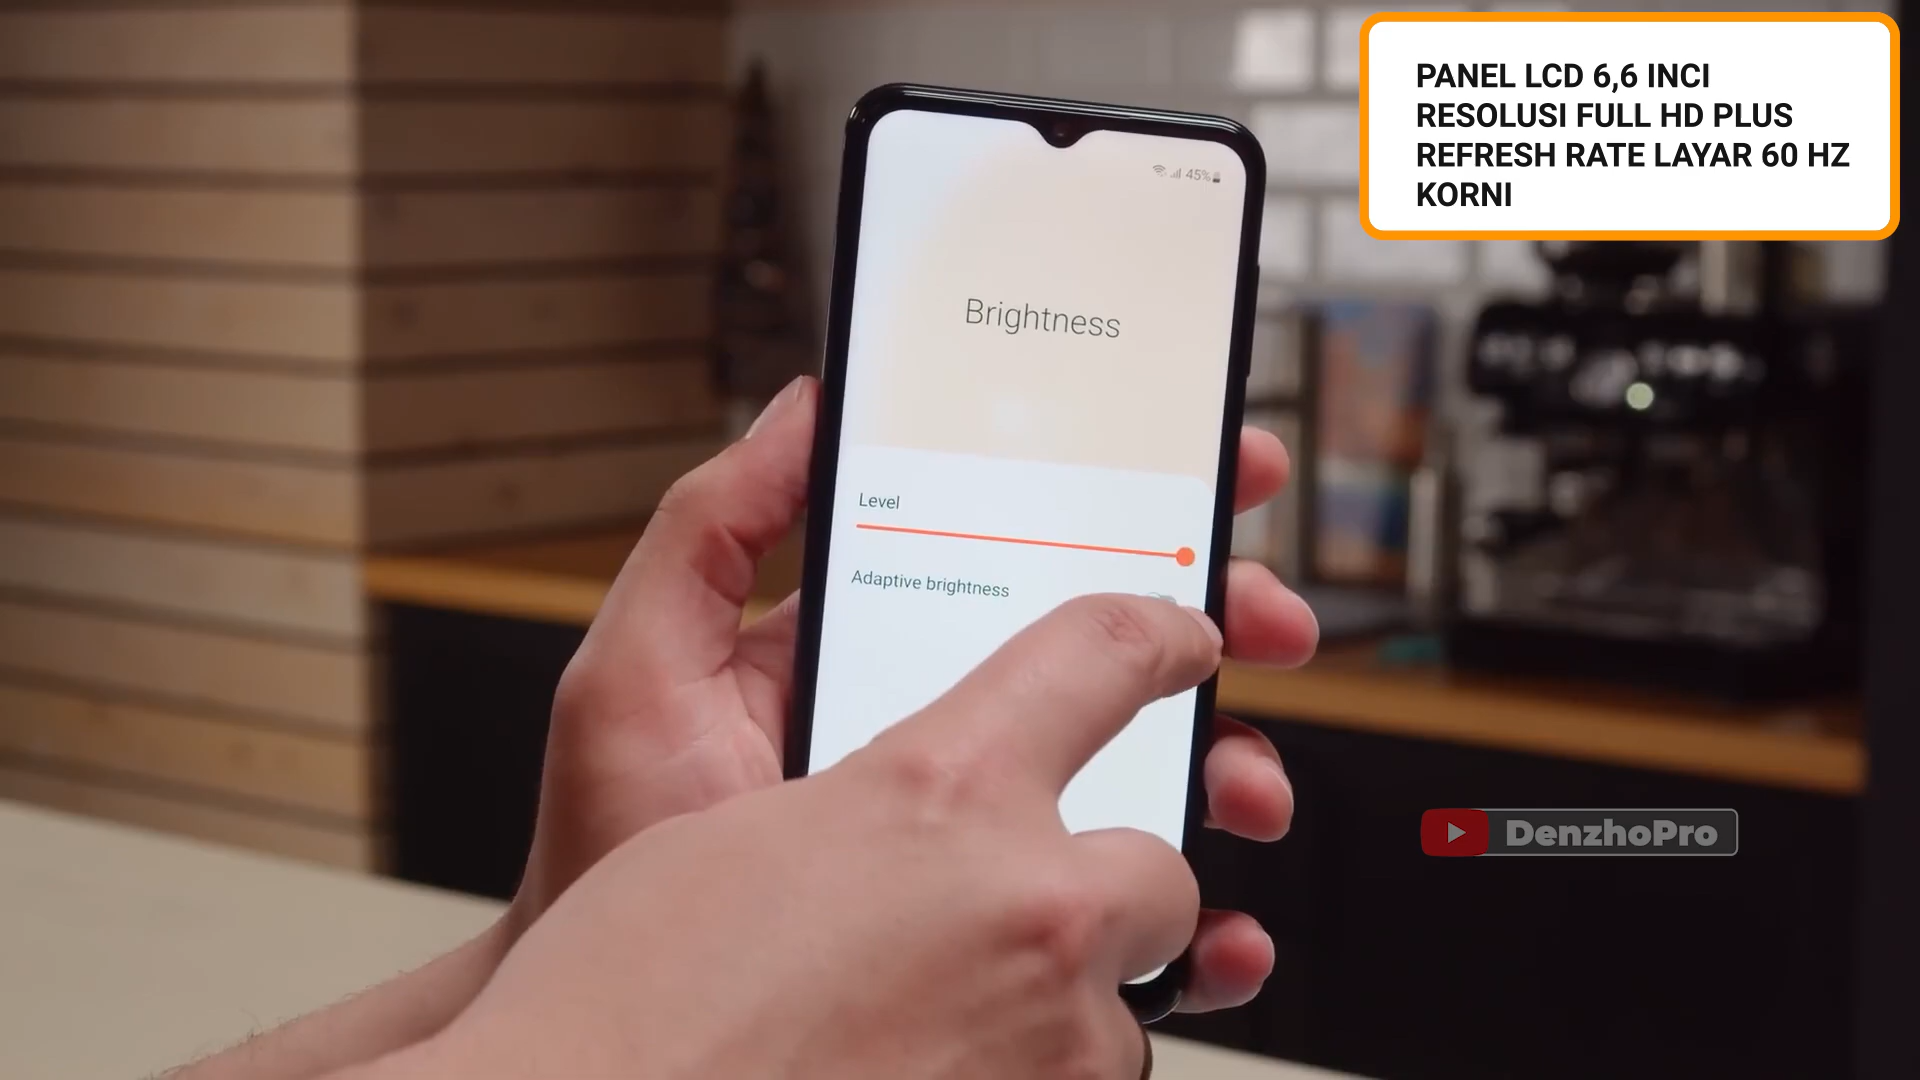 PANEL LCD 6,6 INCI
RESOLUSI FULL HD PLUS
REFRESH RATE LAYAR 60 HZ
KORNI
45%
Brightness
Level
Adaptive brightness
DenzhoPro